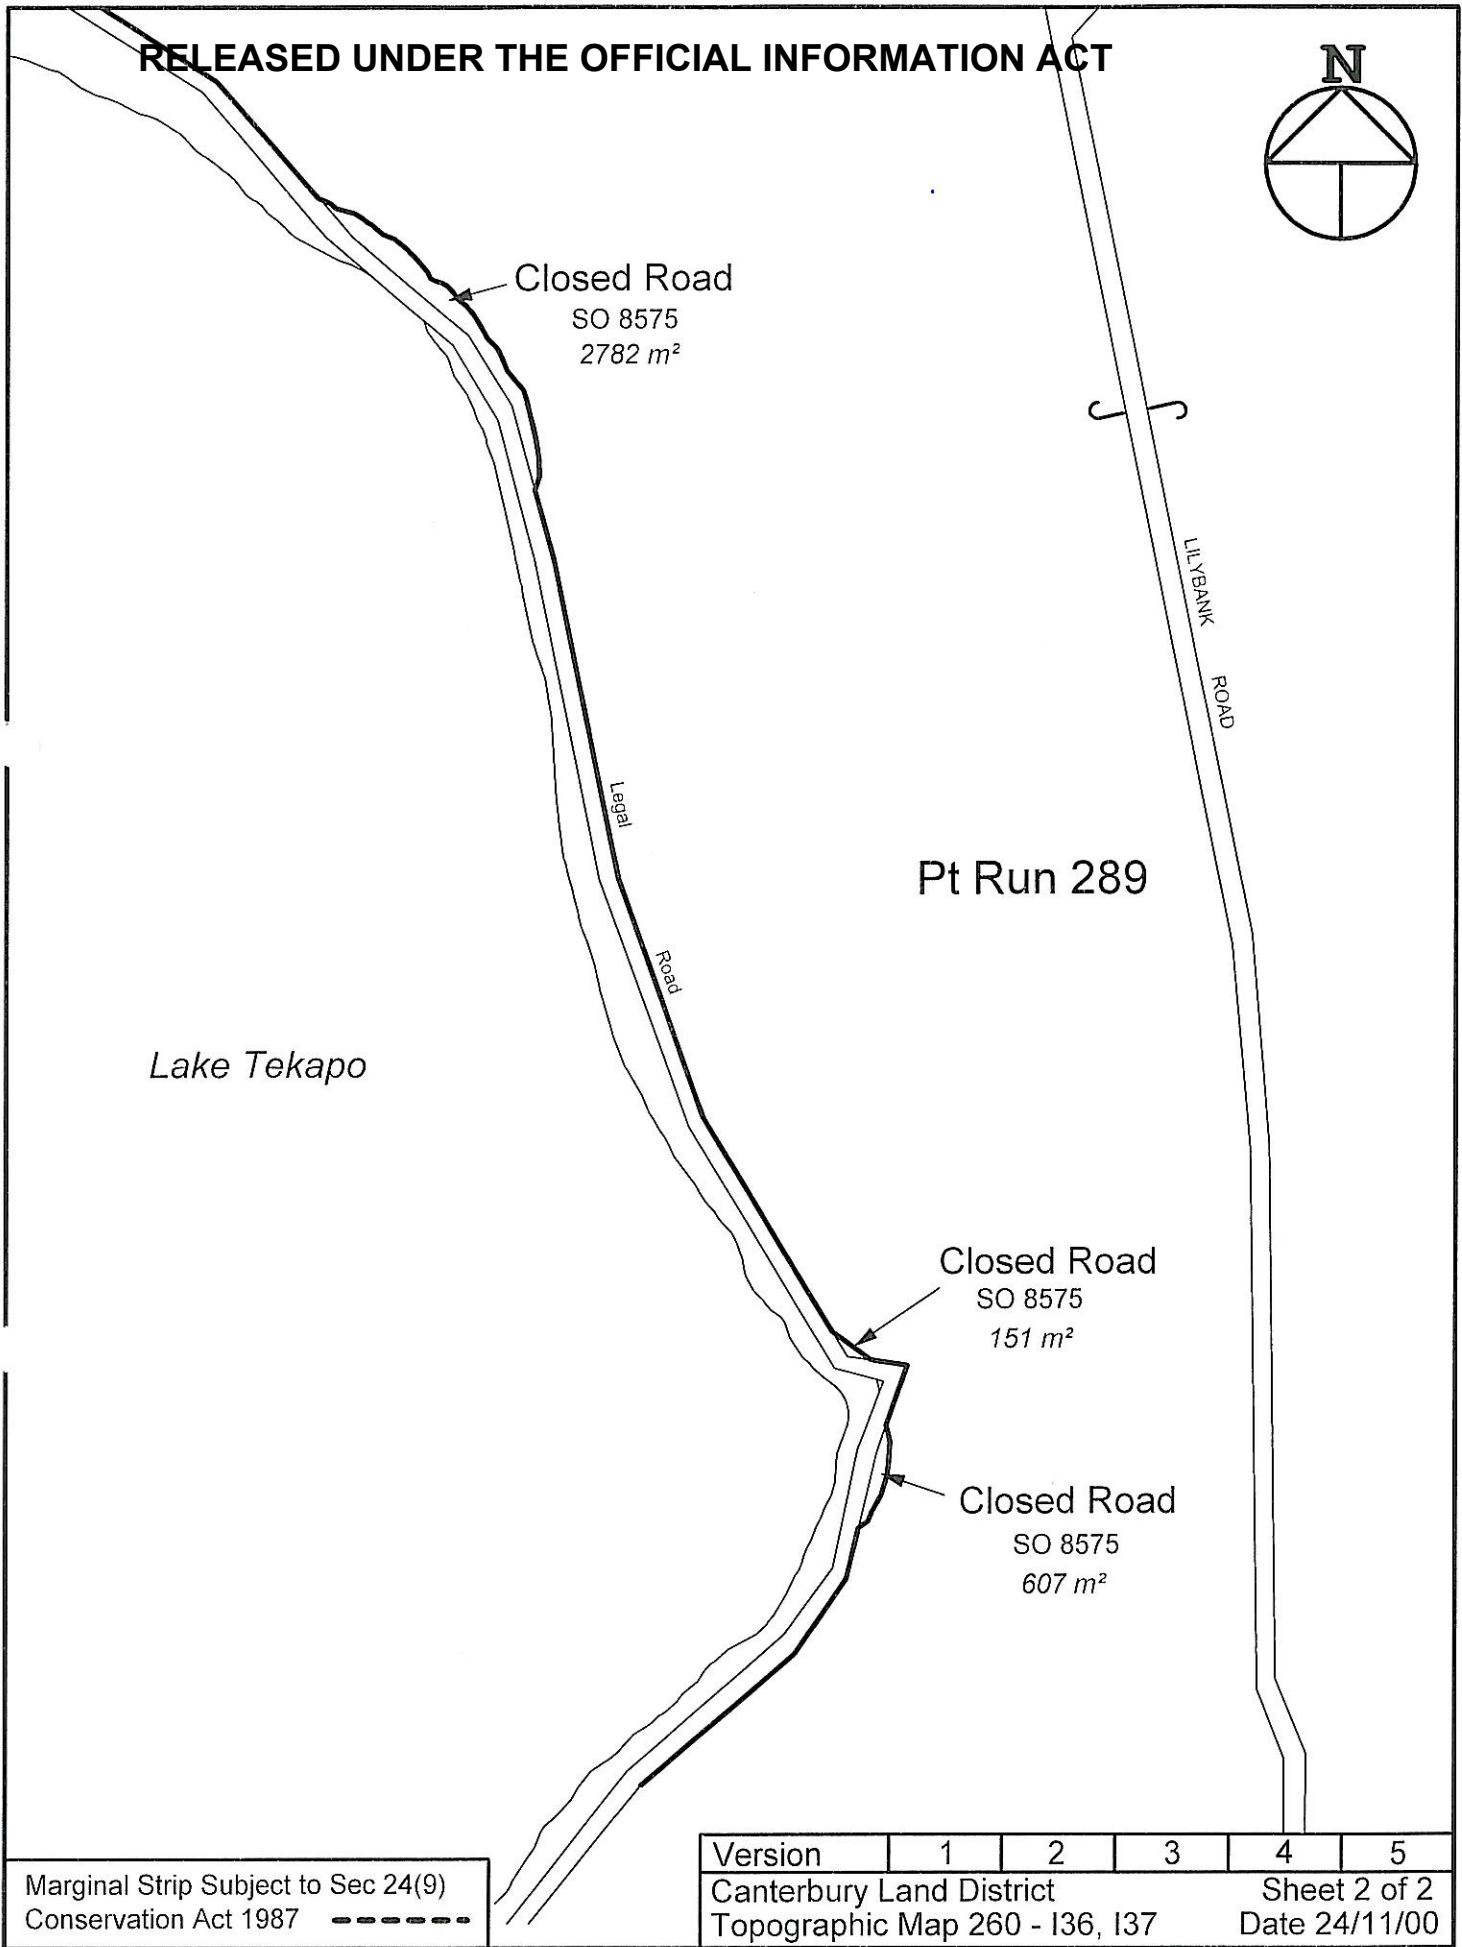 RELEASED UNDER THE OFFICIAL INFORMATION ACT
N
Closed Road
SO 8575
2782 m²
LILYBANK
ROAD
Legal
Road
Pt Run 289
Lake Tekapo
Closed Road
SO 8575
151 m²
Closed Road
SO 8575
607 m²
Marginal Strip Subject to Sec 24(9)
Conservation Act 1987
Version 1 2 3 4 5
Canterbury Land District Sheet 2 of 2
Topographic Map 260 - I36, I37 Date 24/11/00